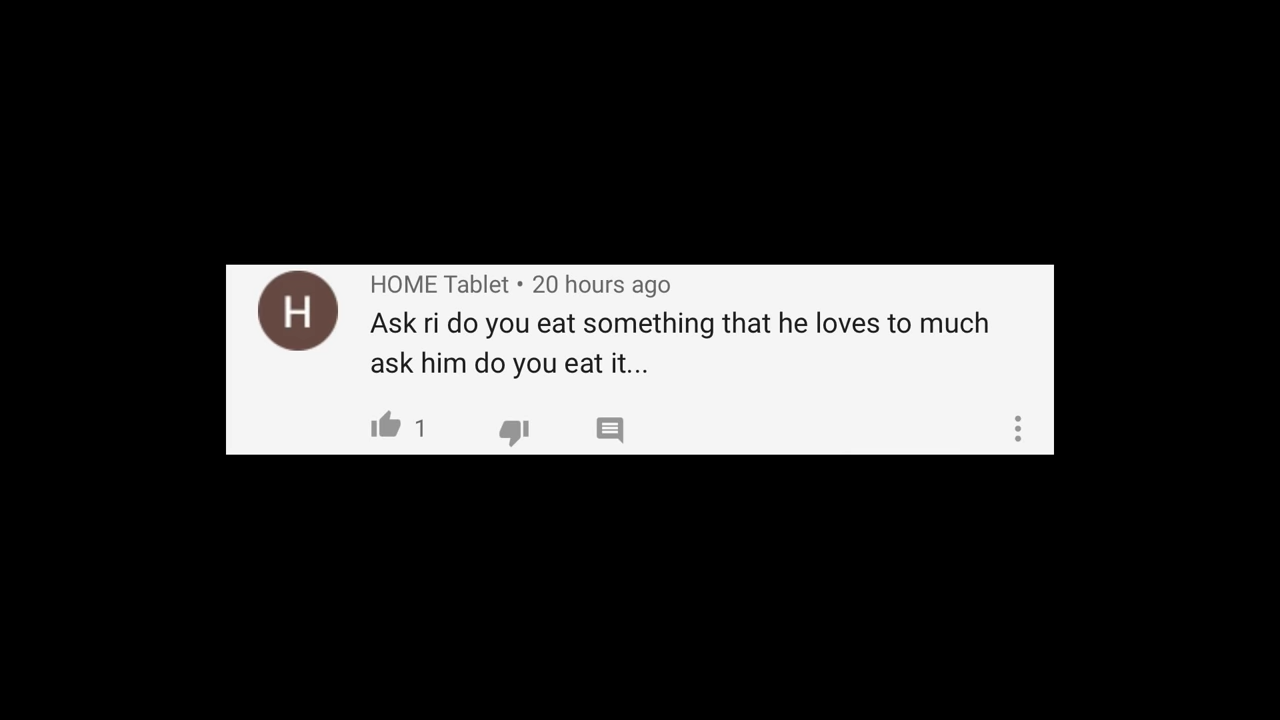 H
HOME Tablet • 20 hours ago
Ask ri do you eat something that he loves to much
ask him do you eat it...
1